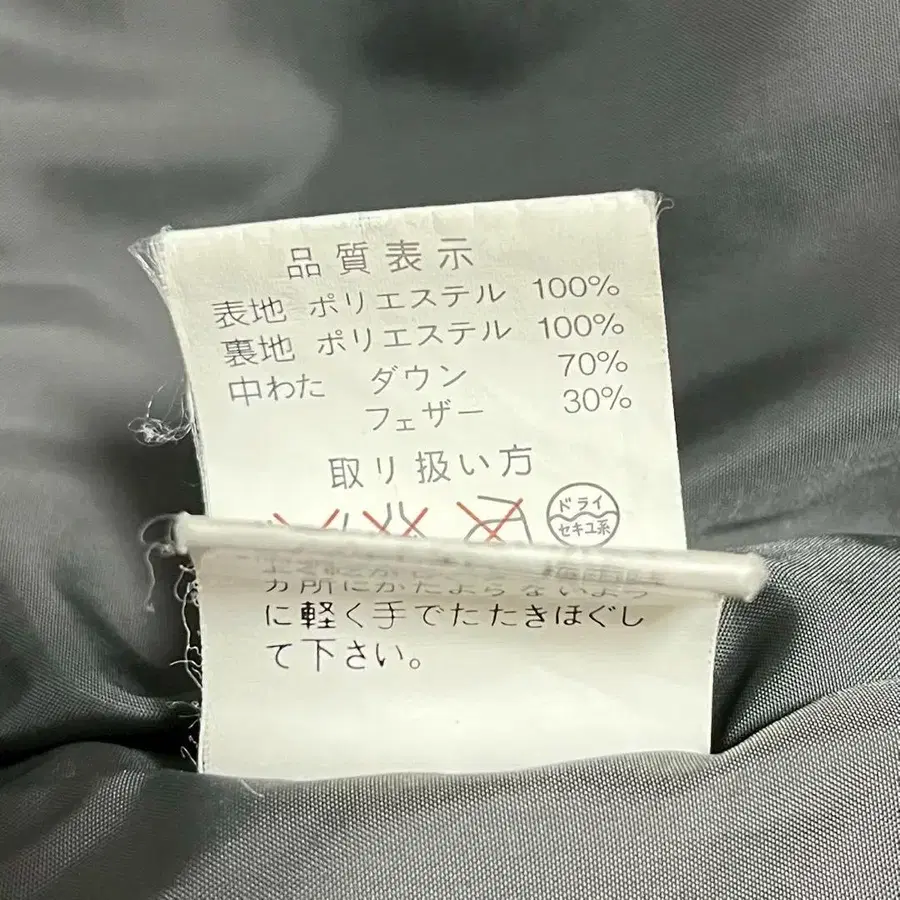 品質表示
表地 ポリエステル 100%
裏地 ポリエステル 100%
中わた ダウン 70%
フェザー 30%
取り扱い方
ドライ
セキユ系
カ所にかたよらないよう
に軽く手でたたきほぐし
て下さい。